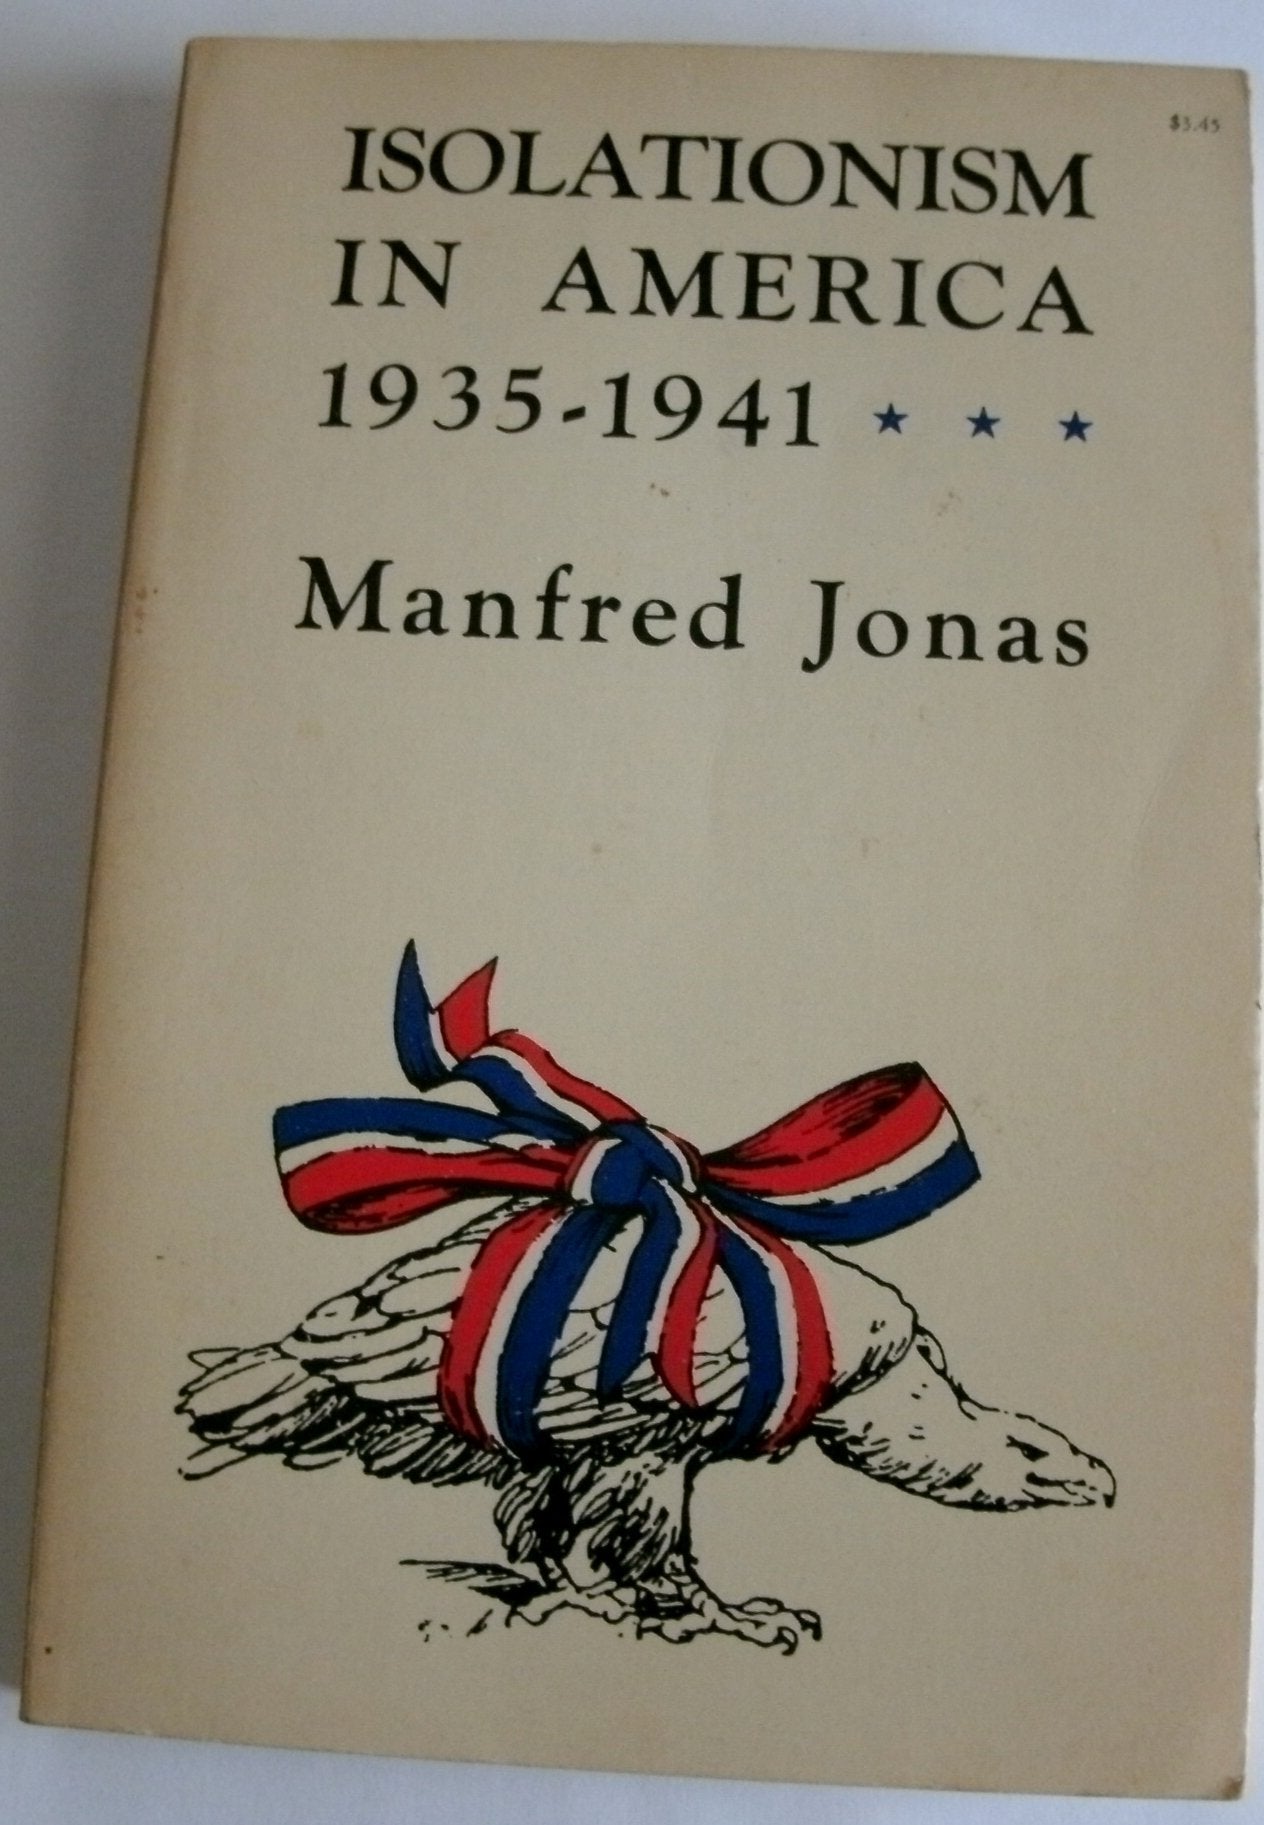 $3.45
ISOLATIONISM
IN AMERICA
1935-1941 ★ ★ ★
Manfred Jonas